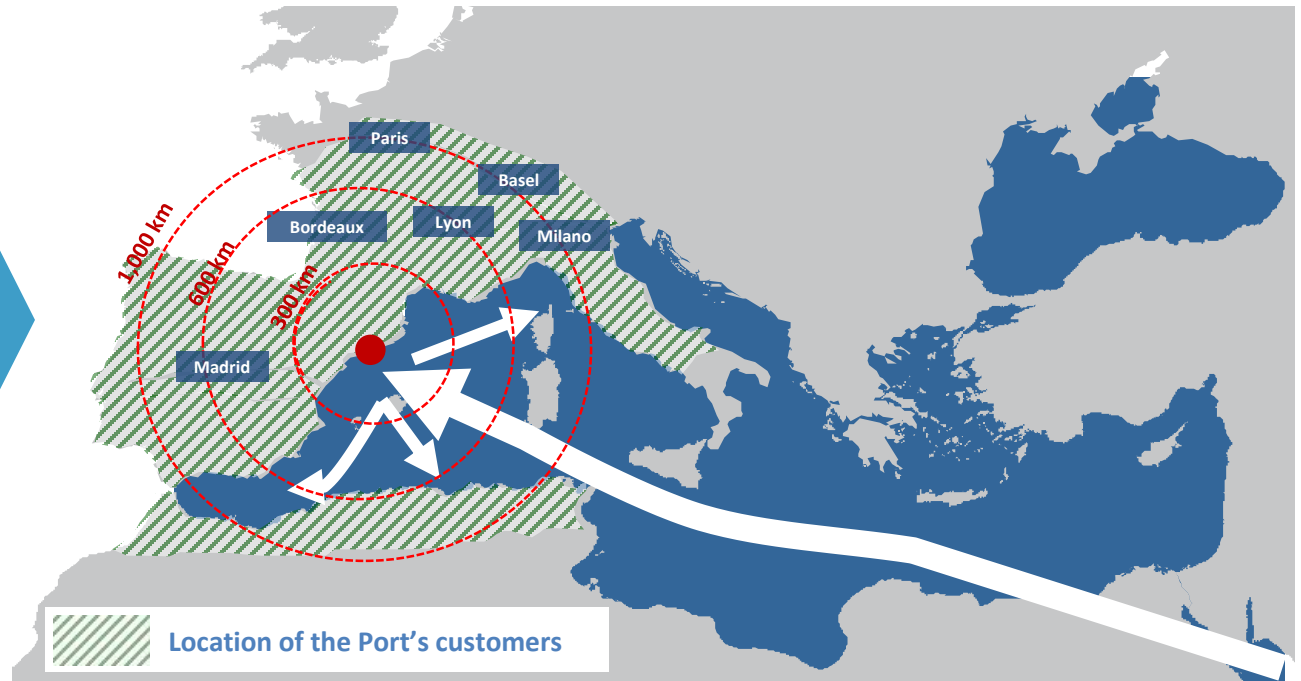 Paris
Basel
Bordeaux
Lyon
Milano
1,000 km
600 km
300 km
Madrid
Location of the Port's customers